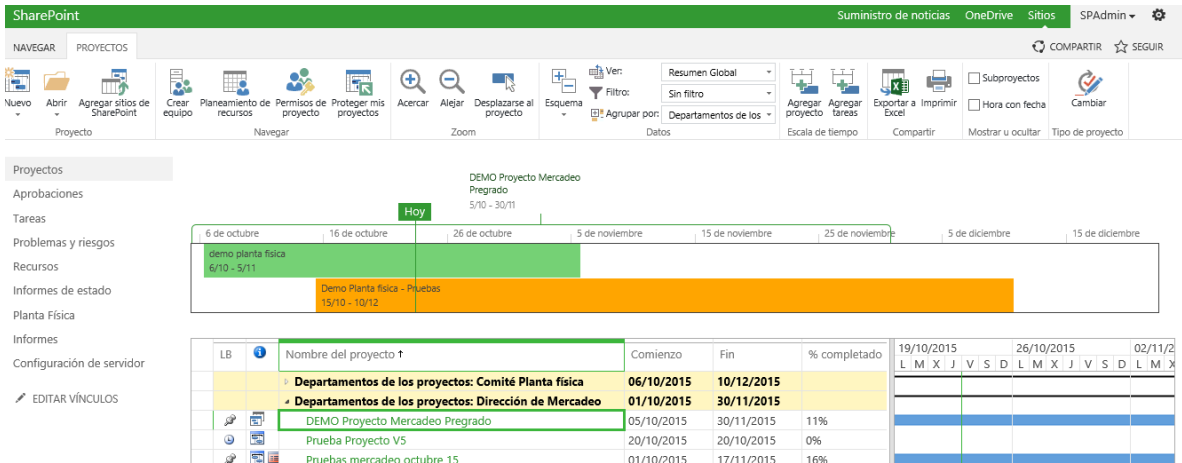 SharePoint
Suministro de noticias OneDrive Sitios SPAdmin
NAVEGAR PROYECTOS
COMPARTIR SEGUIR
Nuevo Abrir Agregar sitios de SharePoint
Crear equipo Planeamiento de recursos Permisos de proyecto Proteger mis proyectos
Acercar Alejar Desplazarse al proyecto
Esquema
Ver: Resumen Global
Filtro: Sin filtro
Agrupar por: Departamentos de los
Agregar proyecto Agregar tareas
Exportar a Excel Imprimir
Subproyectos
Hora con fecha
Cambiar
Proyecto Navegar Zoom Datos Escala de tiempo Compartir Mostrar u ocultar Tipo de proyecto
Proyectos
Aprobaciones
Tareas
Problemas y riesgos
Recursos
Informes de estado
Planta Física
Informes
Configuración de servidor
EDITAR VÍNCULOS
DEMO Proyecto Mercadeo
Pregrado
5/10 - 30/11
Hoy
6 de octubre 16 de octubre 26 de octubre 5 de noviembre 15 de noviembre 25 de noviembre 5 de diciembre 15 de diciembre
demo planta física
6/10 - 5/11
Demo Planta física - Pruebas
15/10 - 10/12
LB Nombre del proyecto Comienzo Fin % completado
19/10/2015 26/10/2015 02/11/2
L M X J V S D L M X J V S D L M X
Departamentos de los proyectos: Comité Planta física 06/10/2015 10/12/2015
Departamentos de los proyectos: Dirección de Mercadeo 01/10/2015 30/11/2015
DEMO Proyecto Mercadeo Pregrado 05/10/2015 30/11/2015 11%
Prueba Proyecto V5 20/10/2015 20/10/2015 0%
Pruebas mercadeo octubre 15 01/10/2015 17/11/2015 16%